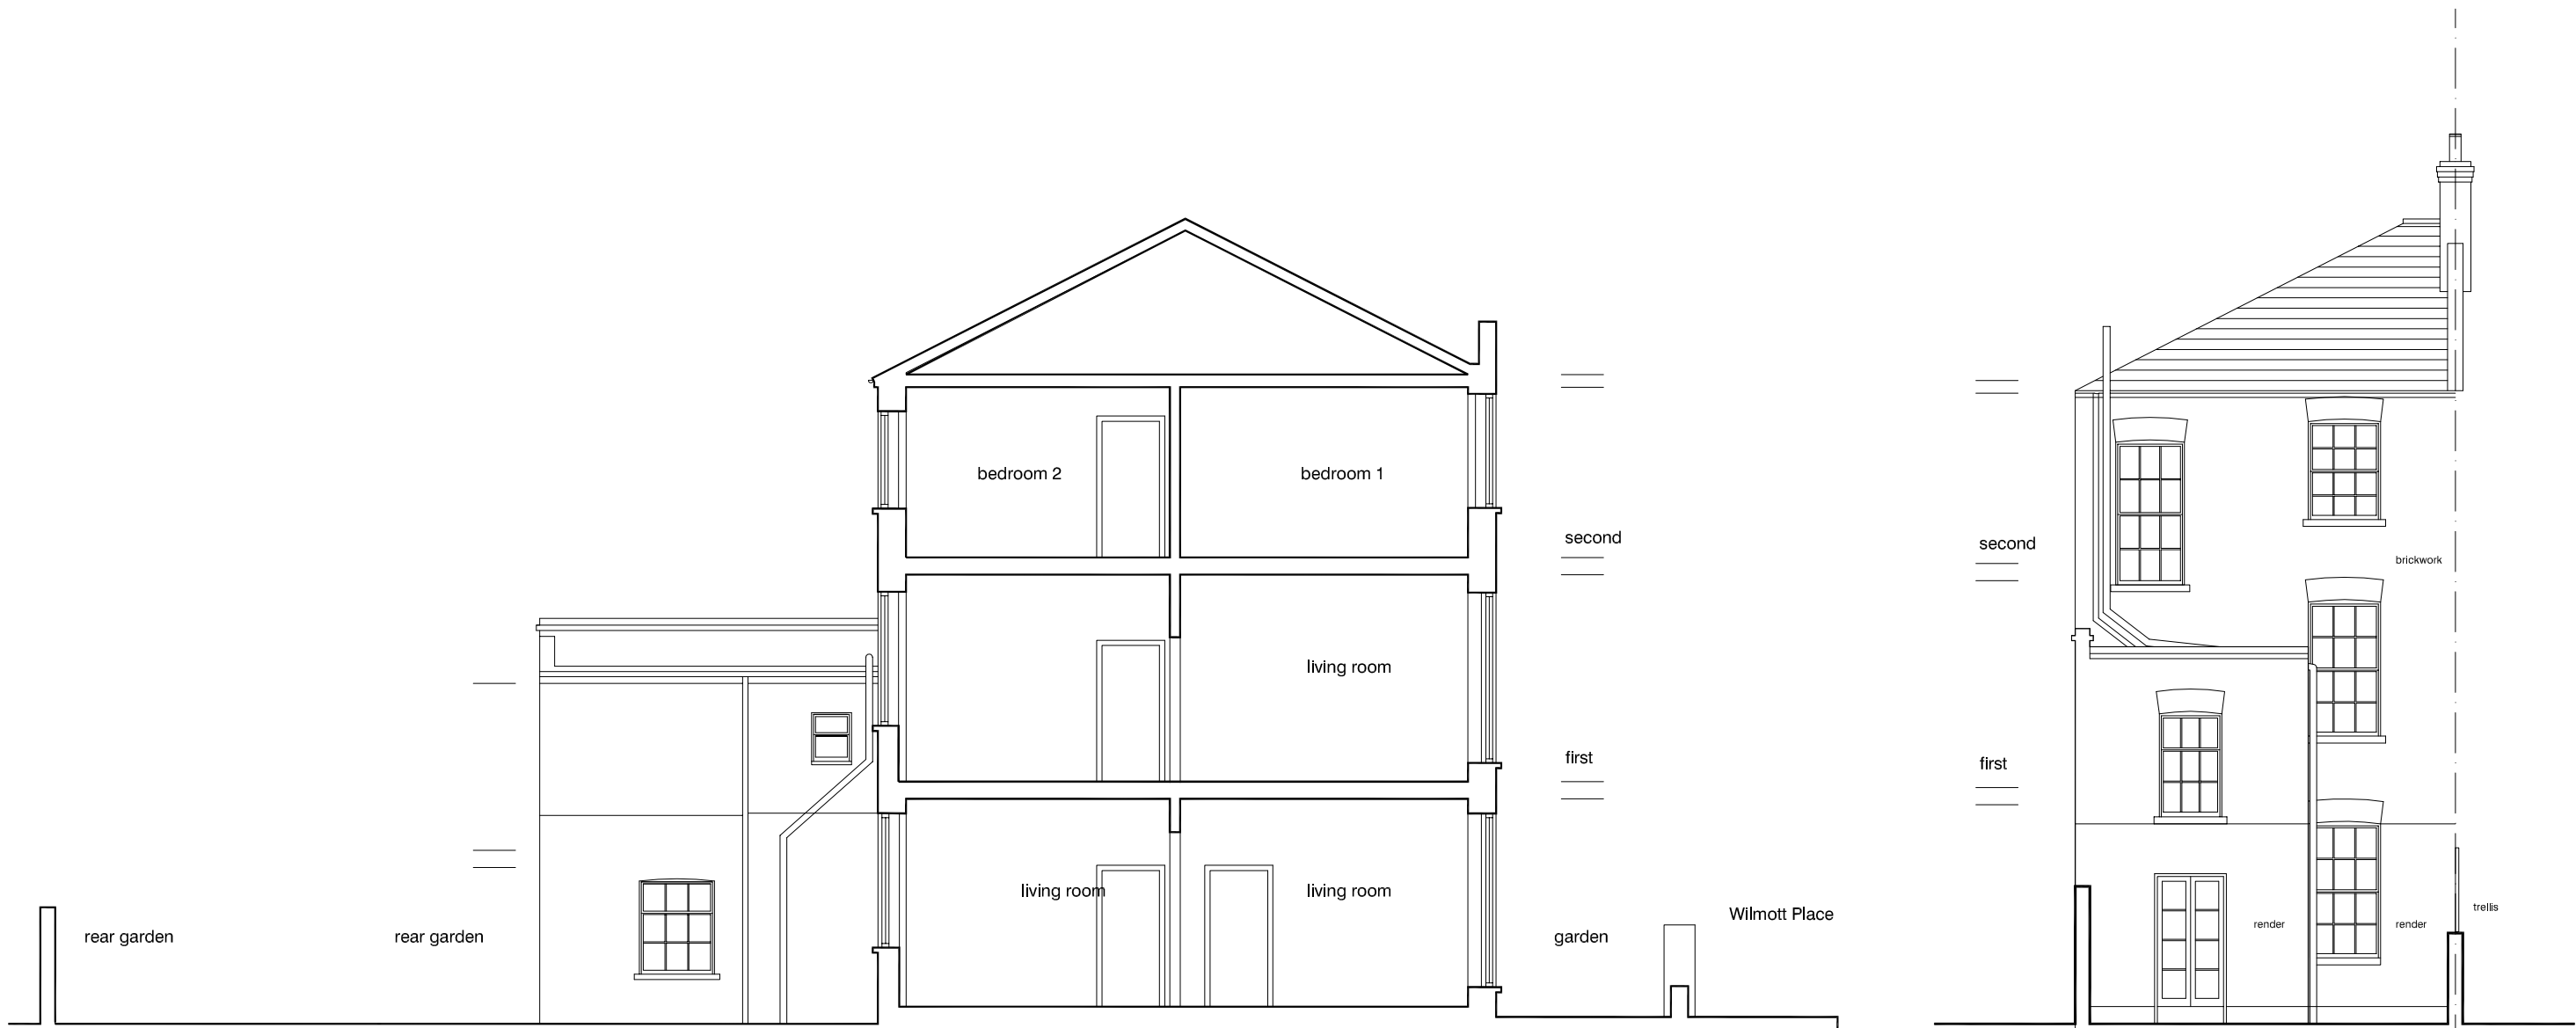 bedroom 2
bedroom 1
second
living room
first
living room
living room
Wilmott Place
rear garden
rear garden
garden
second
brickwork
first
trellis
render
render